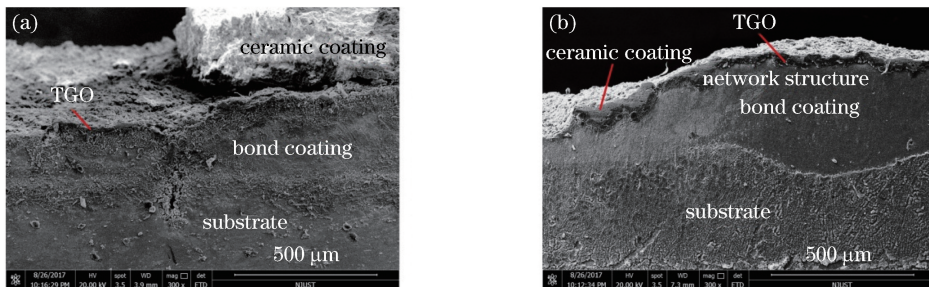 (a)
ceramic coating
TGO
bond coating
substrate
500 μm
8/26/2017 HV spot WD mag □ det
10:16:29 PM 20.00 kV 3.5 3.9 mm 300 x ETD NJUST
(b)
TGO
ceramic coating
network structure
bond coating
substrate
500 μm
8/26/2017 HV spot WD mag □ det
10:12:34 PM 20.00 kV 3.5 7.3 mm 300 x ETD NJUST